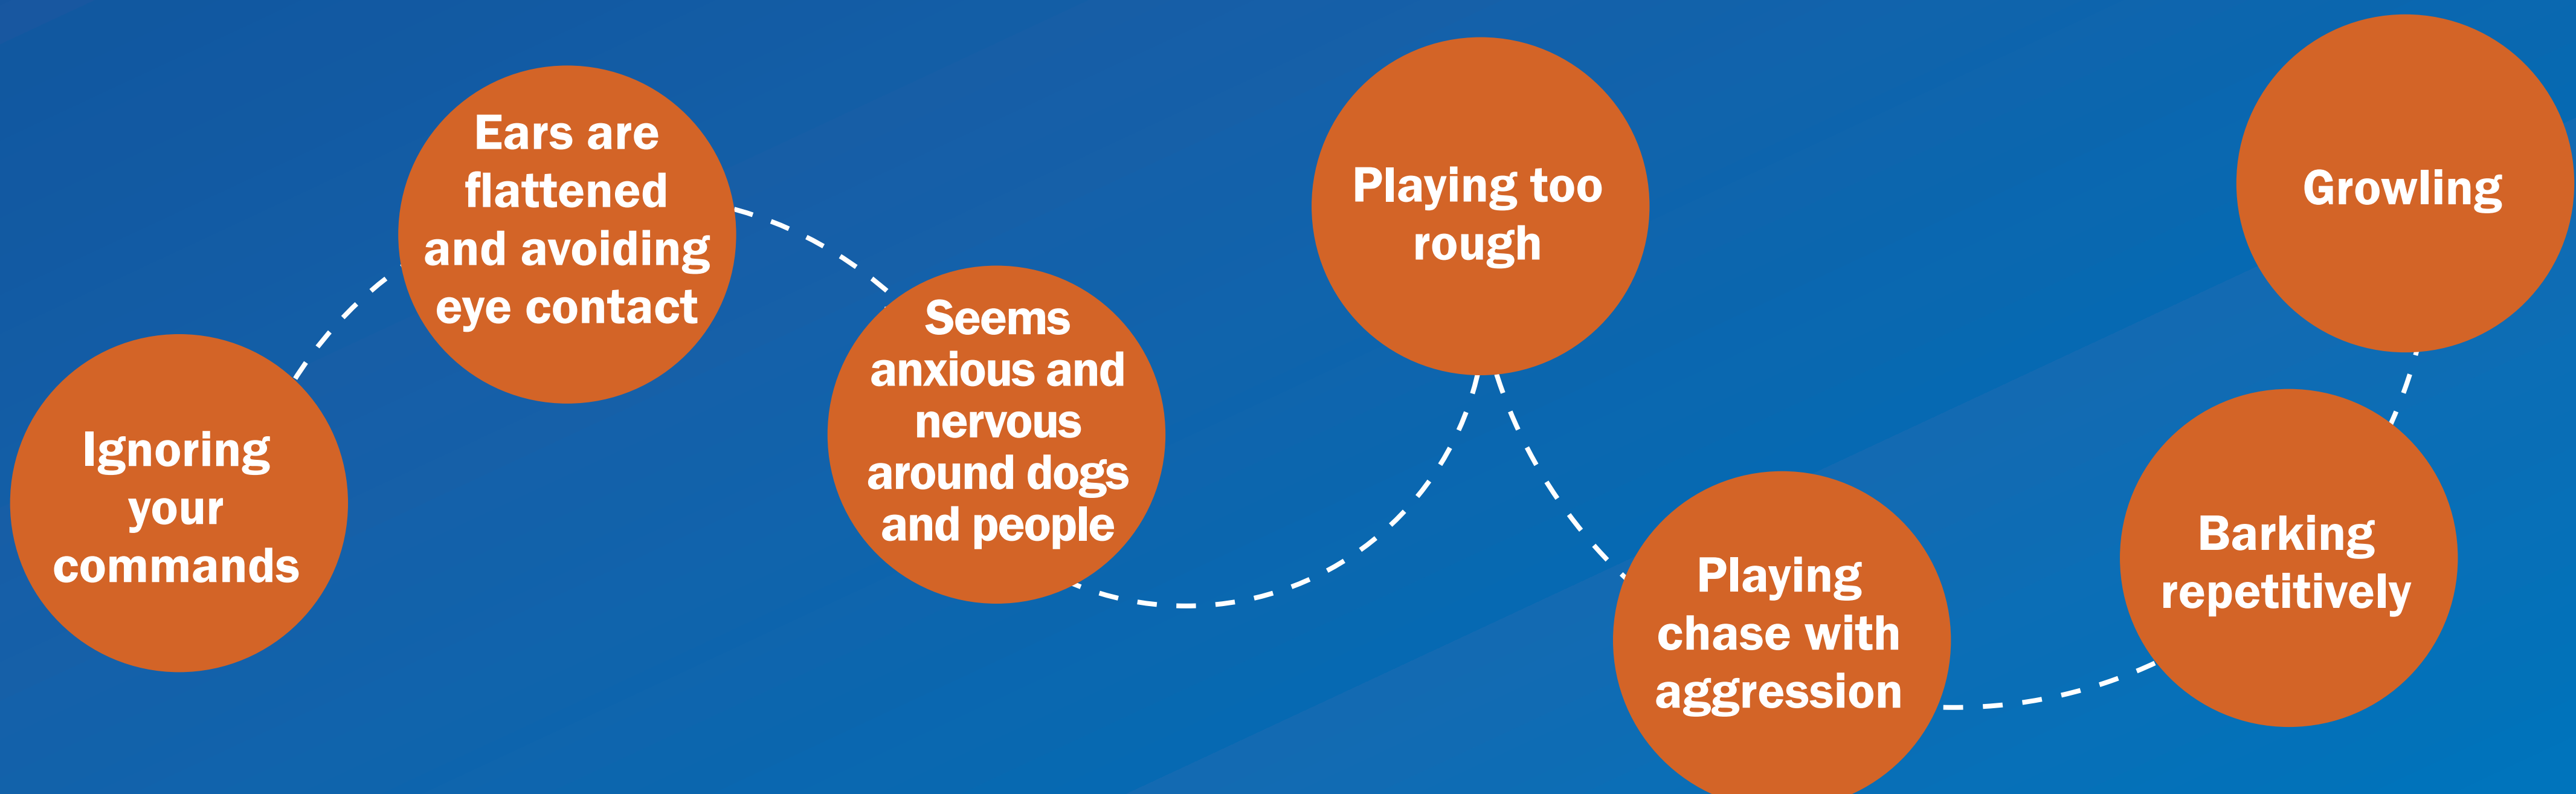 Ignoring
your
commands
Ears are
flattened
and avoiding
eye contact
Seems
anxious and
nervous
around dogs
and people
Playing too
rough
Playing
chase with
aggression
Barking
repetitively
Growling